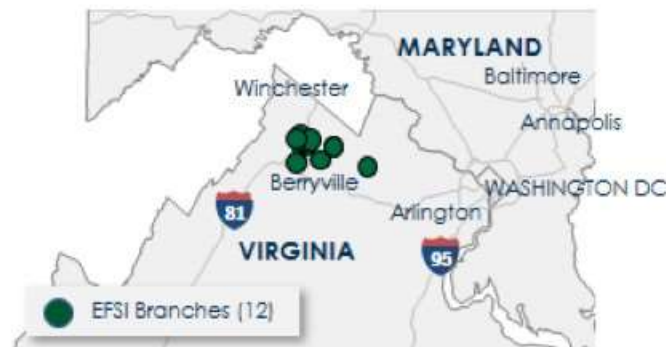 MARYLAND
Baltimore
Winchester
Annapolis
WASHINGTON DC
Berryville
Arlington
81
VIRGINIA
95
EFSI Branches (12)